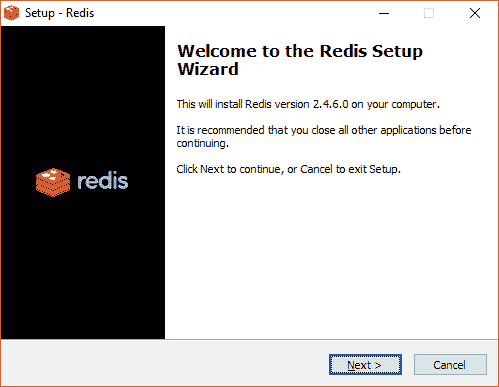 Setup - Redis
Welcome to the Redis Setup
Wizard
This will install Redis version 2.4.6.0 on your computer.
It is recommended that you close all other applications before
continuing.
Click Next to continue, or Cancel to exit Setup.
redis
Next >
Cancel